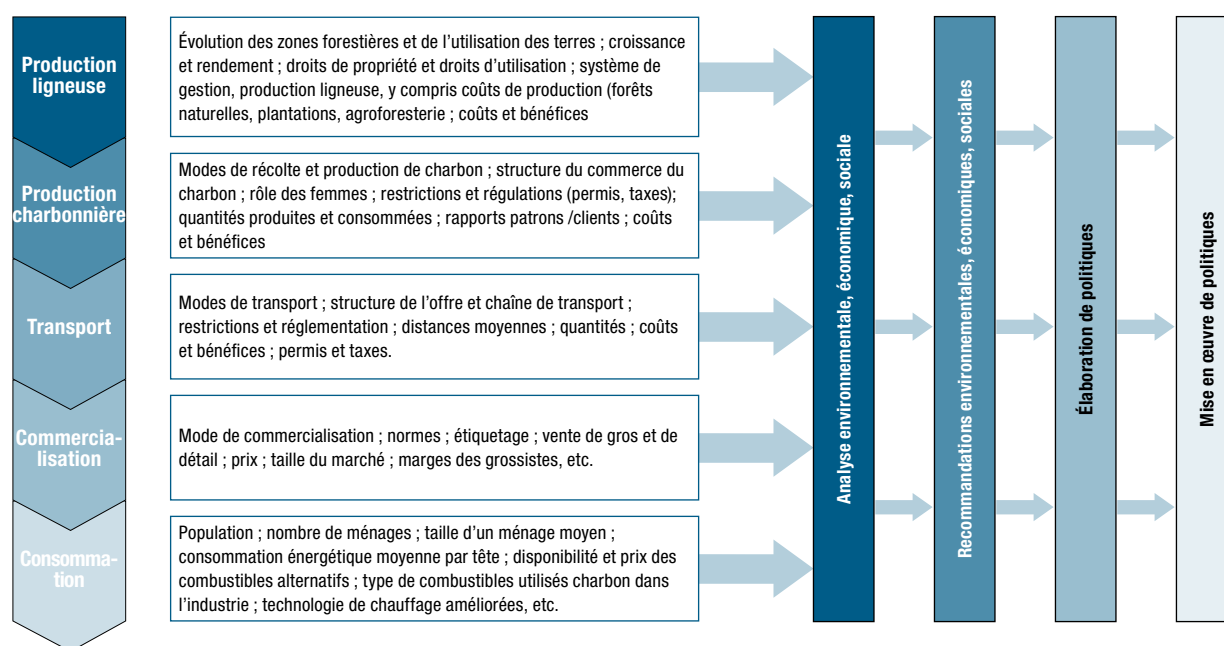 Production
ligneuse
Évolution des zones forestières et de l'utilisation des terres ; croissance
et rendement ; droits de propriété et droits d'utilisation ; système de
gestion, production ligneuse, y compris coûts de production (forêts
naturelles, plantations, agroforesterie ; coûts et bénéfices
Production
charbonnière
Modes de récolte et production de charbon ; structure du commerce du
charbon ; rôle des femmes ; restrictions et régulations (permis, taxes);
quantités produites et consommées ; rapports patrons /clients ; coûts
et bénéfices
Transport
Modes de transport ; structure de l'offre et chaîne de transport ;
restrictions et réglementation ; distances moyennes ; quantités ; coûts
et bénéfices ; permis et taxes.
Commercia-
lisation
Mode de commercialisation ; normes ; étiquetage ; vente de gros et de
détail ; prix ; taille du marché ; marges des grossistes, etc.
Consomma-
tion
Population ; nombre de ménages ; taille d'un ménage moyen ;
consommation énergétique moyenne par tête ; disponibilité et prix des
combustibles alternatifs ; type de combustibles utilisés charbon dans
l'industrie ; technologie de chauffage améliorées, etc.
Analyse environnementale, économique, sociale
Recommandations environnementales, économiques, sociales
Élaboration de politiques
Mise en œuvre de politiques